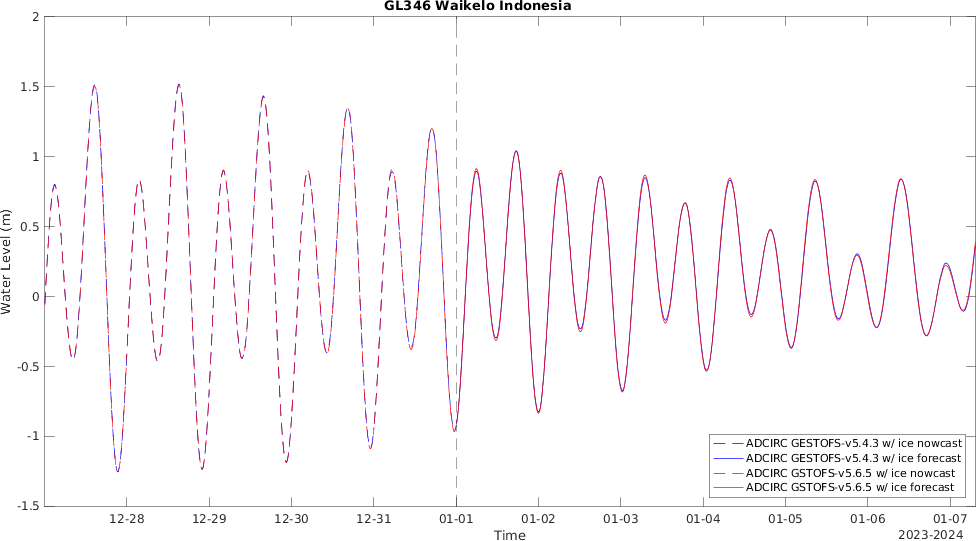 GL346 Waikelo Indonesia
2
1.5
1
0.5
0
-0.5
-1
-1.5
Water Level (m)
12-28 12-29 12-30 12-31 01-01 01-02 01-03 01-04 01-05 01-06 01-07
Time
2023-2024
ADCIRC GESTOFS-v5.4.3 w/ ice nowcast
ADCIRC GESTOFS-v5.4.3 w/ ice forecast
ADCIRC GSTOFS-v5.6.5 w/ ice nowcast
ADCIRC GSTOFS-v5.6.5 w/ ice forecast